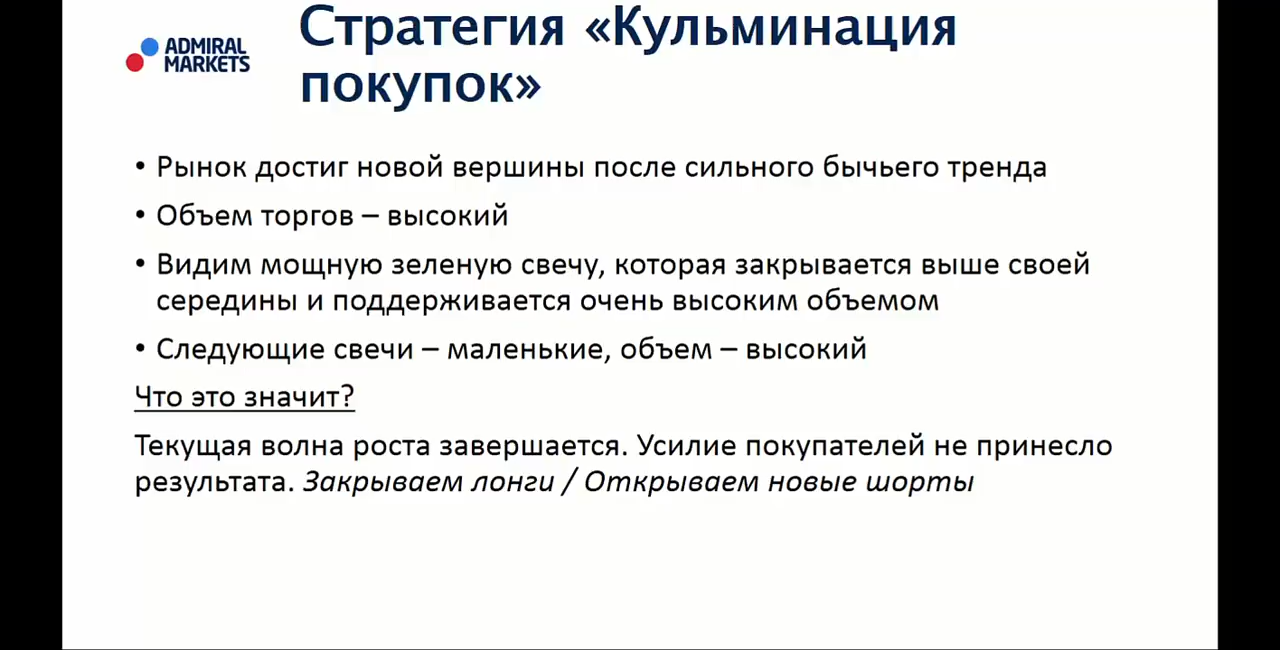 ADMIRAL
MARKETS
Стратегия «Кульминация
покупок»
• Рынок достиг новой вершины после сильного бычьего тренда
• Объем торгов – высокий
• Видим мощную зеленую свечу, которая закрывается выше своей
середины и поддерживается очень высоким объемом
• Следующие свечи – маленькие, объем – высокий
Что это значит?
Текущая волна роста завершается. Усилие покупателей не принесло
результата. Закрываем лонги / Открываем новые шорты